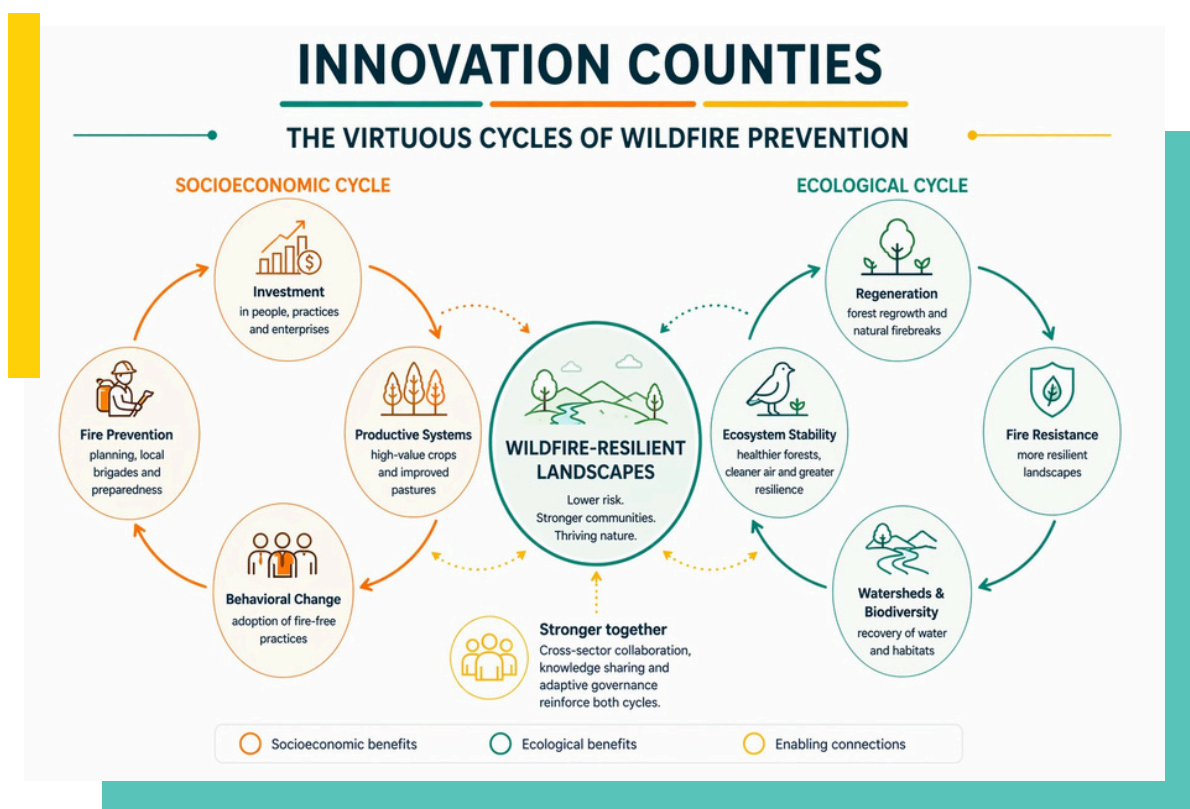 INNOVATION COUNTIES
THE VIRTUOUS CYCLES OF WILDFIRE PREVENTION
SOCIOECONOMIC CYCLE
Investment
in people, practices
and enterprises
Fire Prevention
planning, local
brigades and
preparedness
Productive Systems
high-value crops
and improved
pastures
Behavioral Change
adoption of fire-free
practices
WILDFIRE-RESILIENT
LANDSCAPES
Lower risk.
Stronger communities.
Thriving nature.
Stronger together
Cross-sector collaboration,
knowledge sharing and
adaptive governance
reinforce both cycles.
ECOLOGICAL CYCLE
Regeneration
forest regrowth and
natural firebreaks
Ecosystem Stability
healthier forests,
cleaner air and greater
resilience
Fire Resistance
more resilient
landscapes
Watersheds &
Biodiversity
recovery of water
and habitats
Socioeconomic benefits
Ecological benefits
Enabling connections